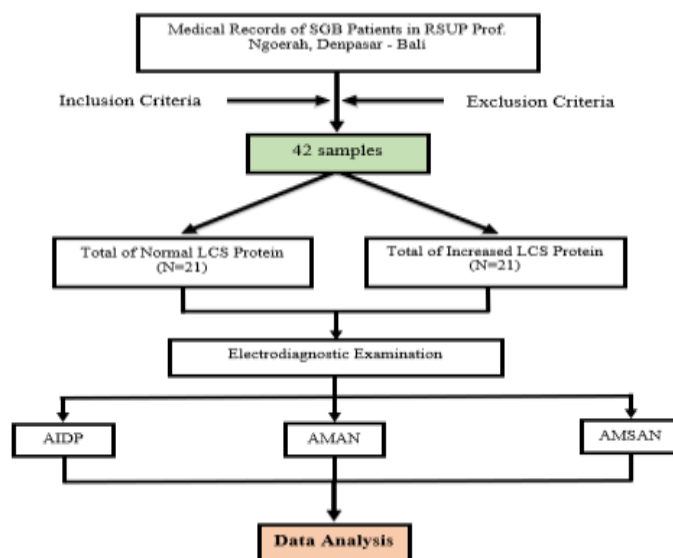 Medical Records of SGB Patients in RSUP Prof.
Ngoerah, Denpasar - Bali
Inclusion Criteria
Exclusion Criteria
42 samples
Total of Normal LCS Protein
(N=21)
Total of Increased LCS Protein
(N=21)
Electrodiagnostic Examination
AIDP
AMAN
AMSAN
Data Analysis